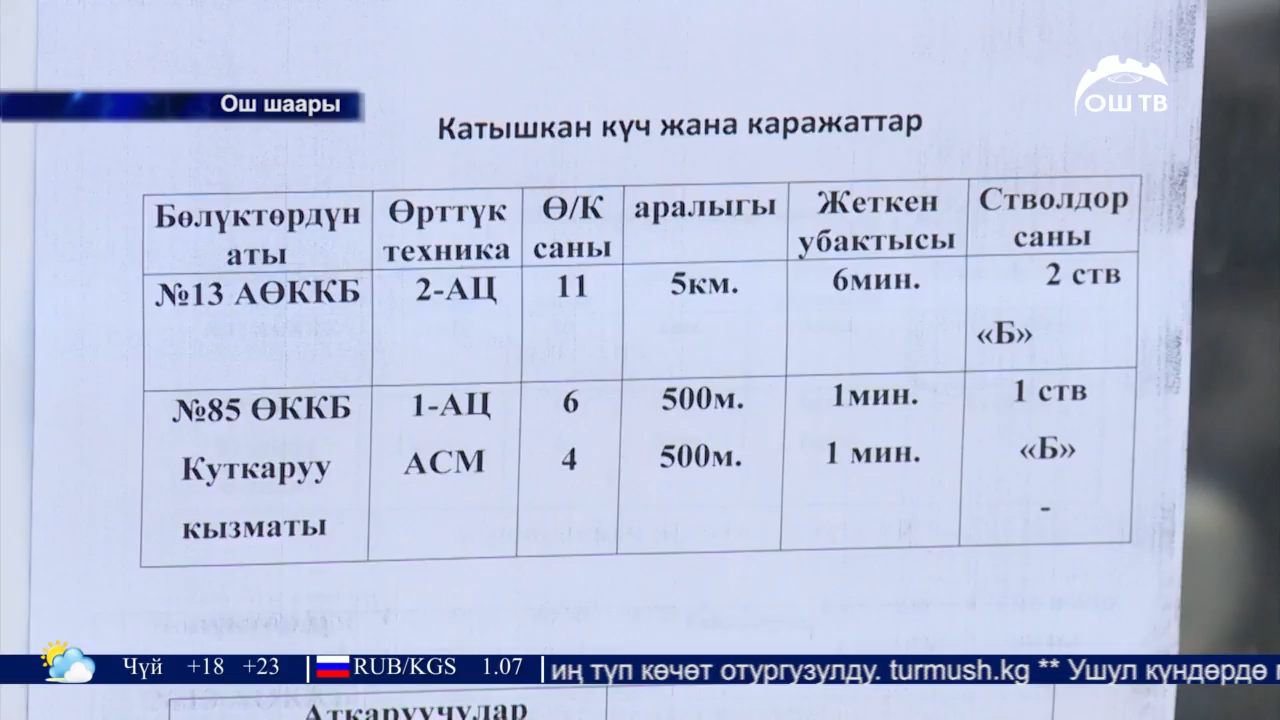 Ош шаары
ОШ ТВ
Катышкан күч жана каражаттар
Бөлүктөрдүн аты
Өрттүк техника
Ө/К саны
аралыгы
Жеткен убактысы
Стволдор саны
№13 АӨККБ 2-АЦ 11 5км. 6мин. 2 ств
«Б»
№85 ӨККБ 1-АЦ 6 500м. 1мин. 1 ств
Куткаруу АСМ 4 500м. 1 мин. «Б»
кызматы -
Чүй +18 +23 RUB/KGS 1.07 иң түп көчөт отургузулду. turmush.kg ** Ушул күндөрдө
Аткаруучулар